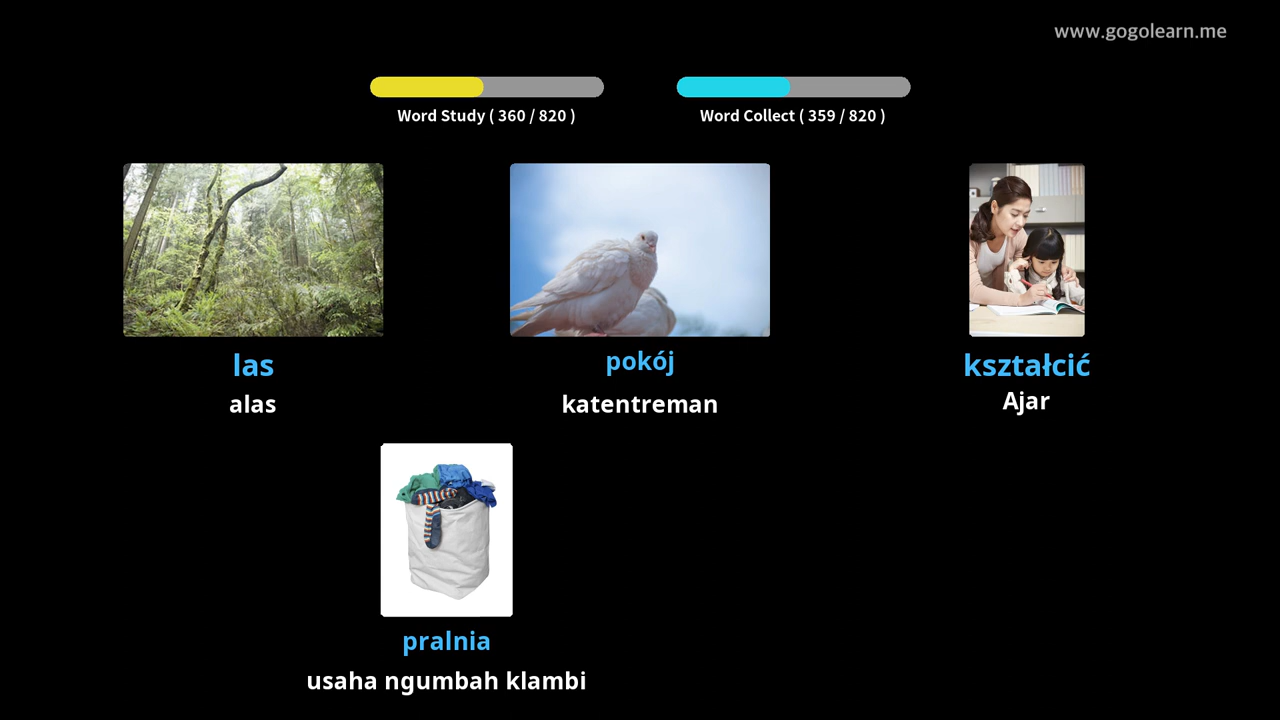 www.gogolearn.me
Word Study ( 360 / 820 )
Word Collect ( 359 / 820 )
las
pokój
kształcić
alas
katentreman
Ajar
pralnia
usaha ngumbah klambi